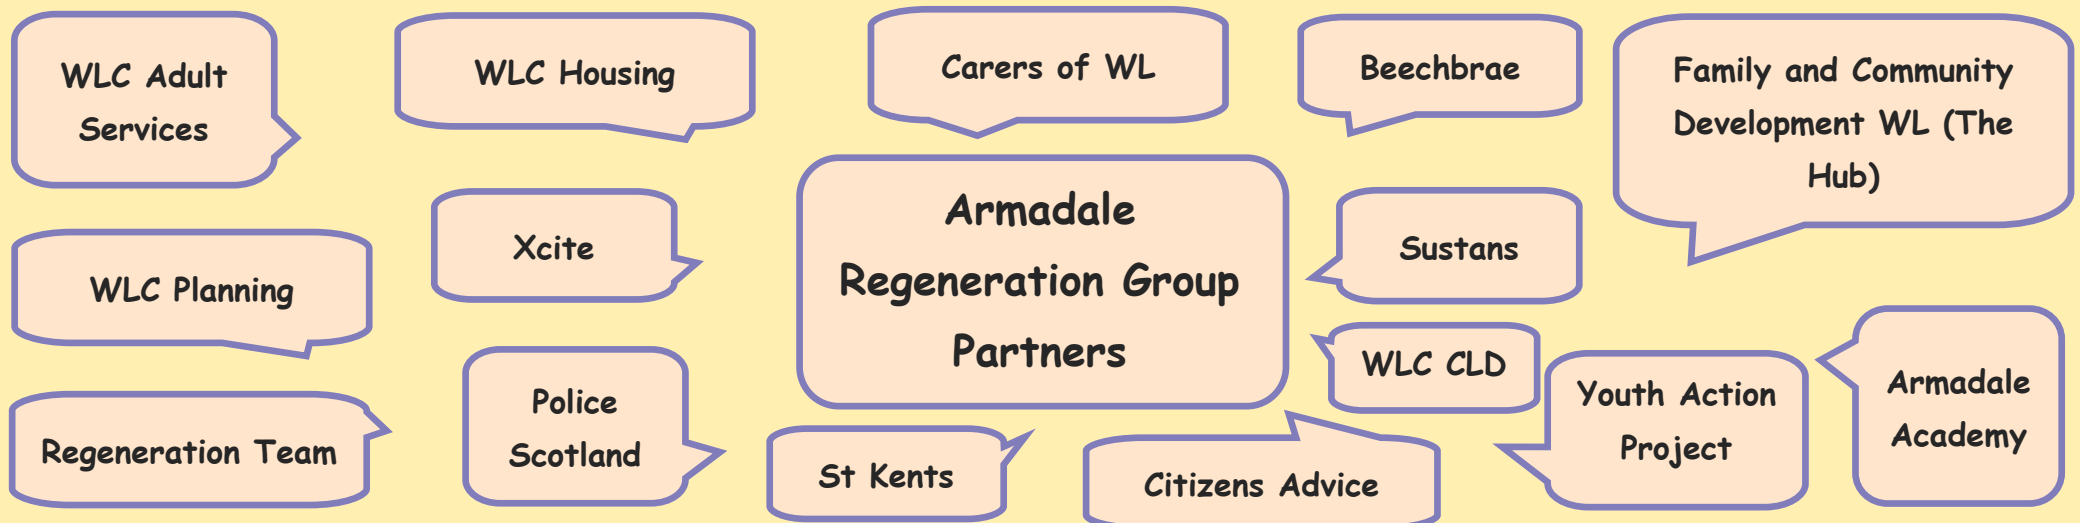 WLC Adult
Services
WLC Housing
Carers of WL
Beechbrae
Family and Community
Development WL (The
Hub)
Armadale
Regeneration Group
Partners
Xcite
Sustans
WLC Planning
WLC CLD
Police
Scotland
Youth Action
Project
Armadale
Academy
Regeneration Team
St Kents
Citizens Advice